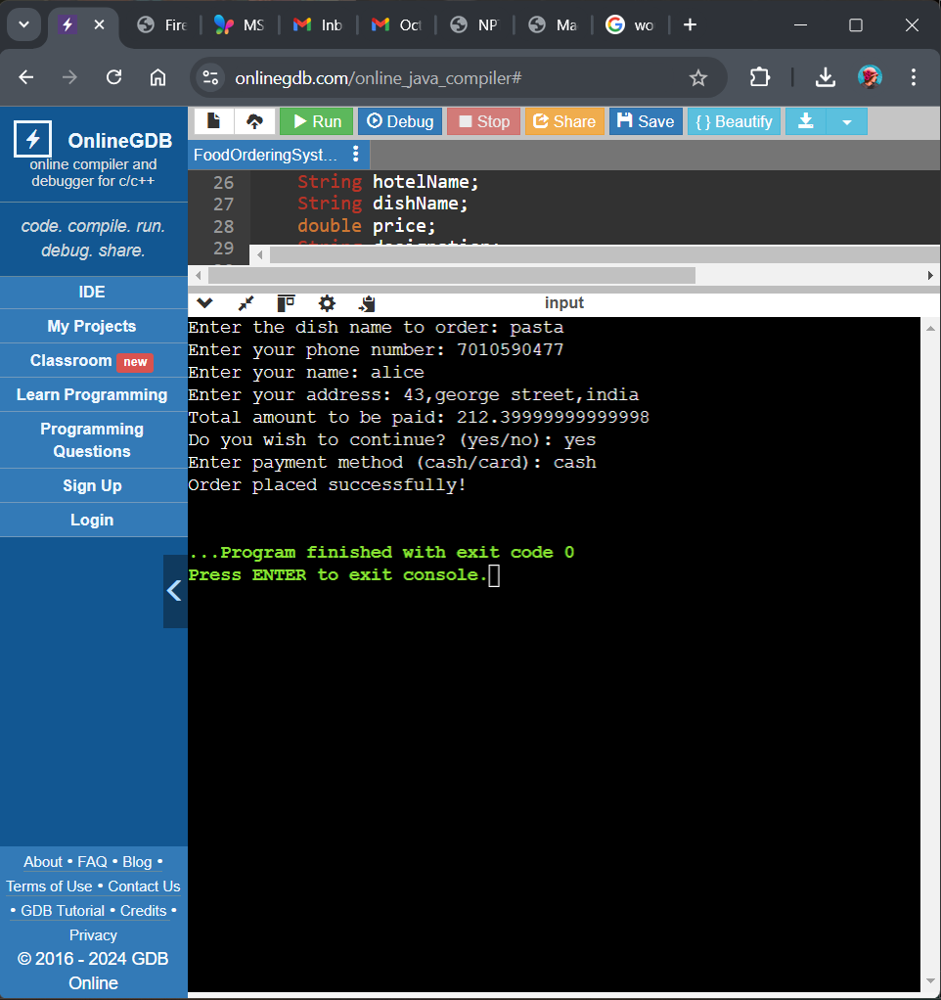 Fire
MS
Inb
Oct
NP
Ma
wo
onlinegdb.com/online_java_compiler#
OnlineGDB
online compiler and
debugger for c/c++
code. compile. run.
debug. share.
IDE
My Projects
Classroom new
Learn Programming
Programming
Questions
Sign Up
Login
About • FAQ • Blog •
Terms of Use • Contact Us
• GDB Tutorial • Credits •
Privacy
© 2016 - 2024 GDB
Online
Run Debug Stop Share Save { } Beautify
FoodOrderingSyst...
26 String hotelName;
27 String dishName;
28 double price;
29 String designation;
input
Enter the dish name to order: pasta
Enter your phone number: 7010590477
Enter your name: alice
Enter your address: 43,george street,india
Total amount to be paid: 212.39999999999998
Do you wish to continue? (yes/no): yes
Enter payment method (cash/card): cash
Order placed successfully!
...Program finished with exit code 0
Press ENTER to exit console.